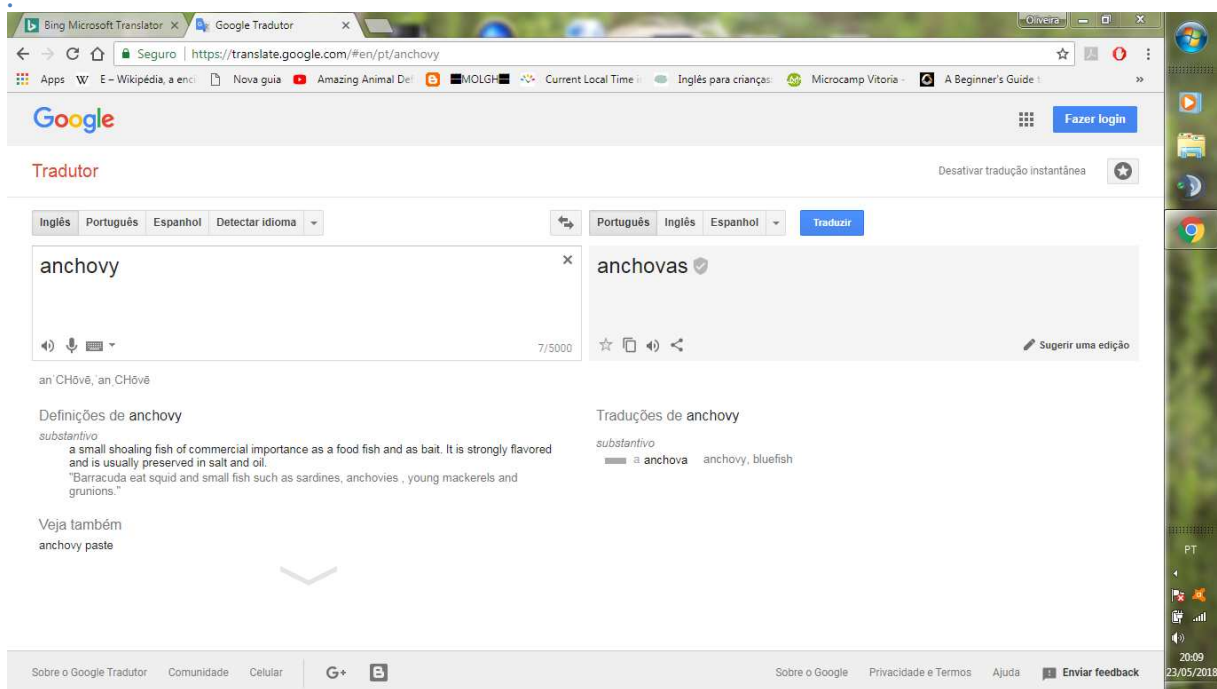 Bing Microsoft Translator
Google Tradutor
Oliveira
Seguro | https://translate.google.com/#en/pt/anchovy
Apps W E – Wikipédia, a enci Nova guia Amazing Animal De MOLGH Current Local Time i Inglês para crianças Microcamp Vitoria - A Beginner's Guide t »
Google
Fazer login
Tradutor
Desativar tradução instantânea
Inglês Português Espanhol Detectar idioma
Português Inglês Espanhol Traduzir
anchovy
anchovas
7/5000
Sugerir uma edição
anˈCHōvē,ˈanˌCHōvē
Definições de anchovy
substantivo
a small shoaling fish of commercial importance as a food fish and as bait. It is strongly flavored
and is usually preserved in salt and oil.
"Barracuda eat squid and small fish such as sardines, anchovies , young mackerels and
grunions."
Traduções de anchovy
substantivo
a anchova anchovy, bluefish
Veja também
anchovy paste
PT
Sobre o Google Tradutor Comunidade Celular G+ B
Sobre o Google Privacidade e Termos Ajuda Enviar feedback
20:09
23/05/2018